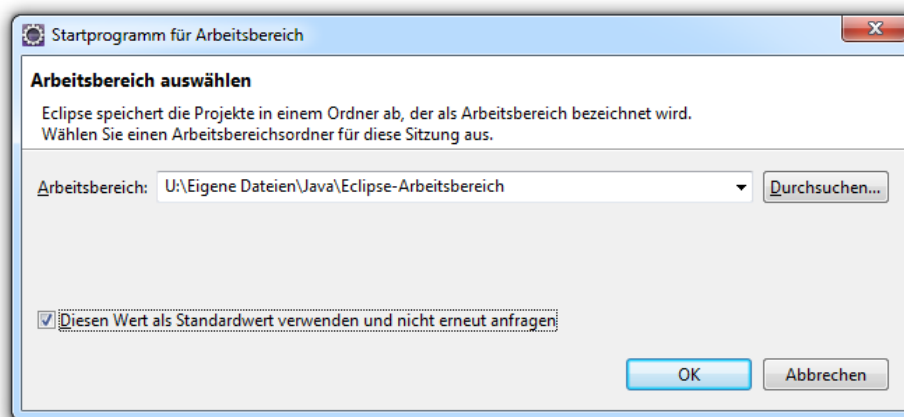 Startprogramm für Arbeitsbereich
Arbeitsbereich auswählen
Eclipse speichert die Projekte in einem Ordner ab, der als Arbeitsbereich bezeichnet wird.
Wählen Sie einen Arbeitsbereichsordner für diese Sitzung aus.
Arbeitsbereich: U:\Eigene Dateien\Java\Eclipse-Arbeitsbereich Durchsuchen...
Diesen Wert als Standardwert verwenden und nicht erneut anfragen
OK Abbrechen